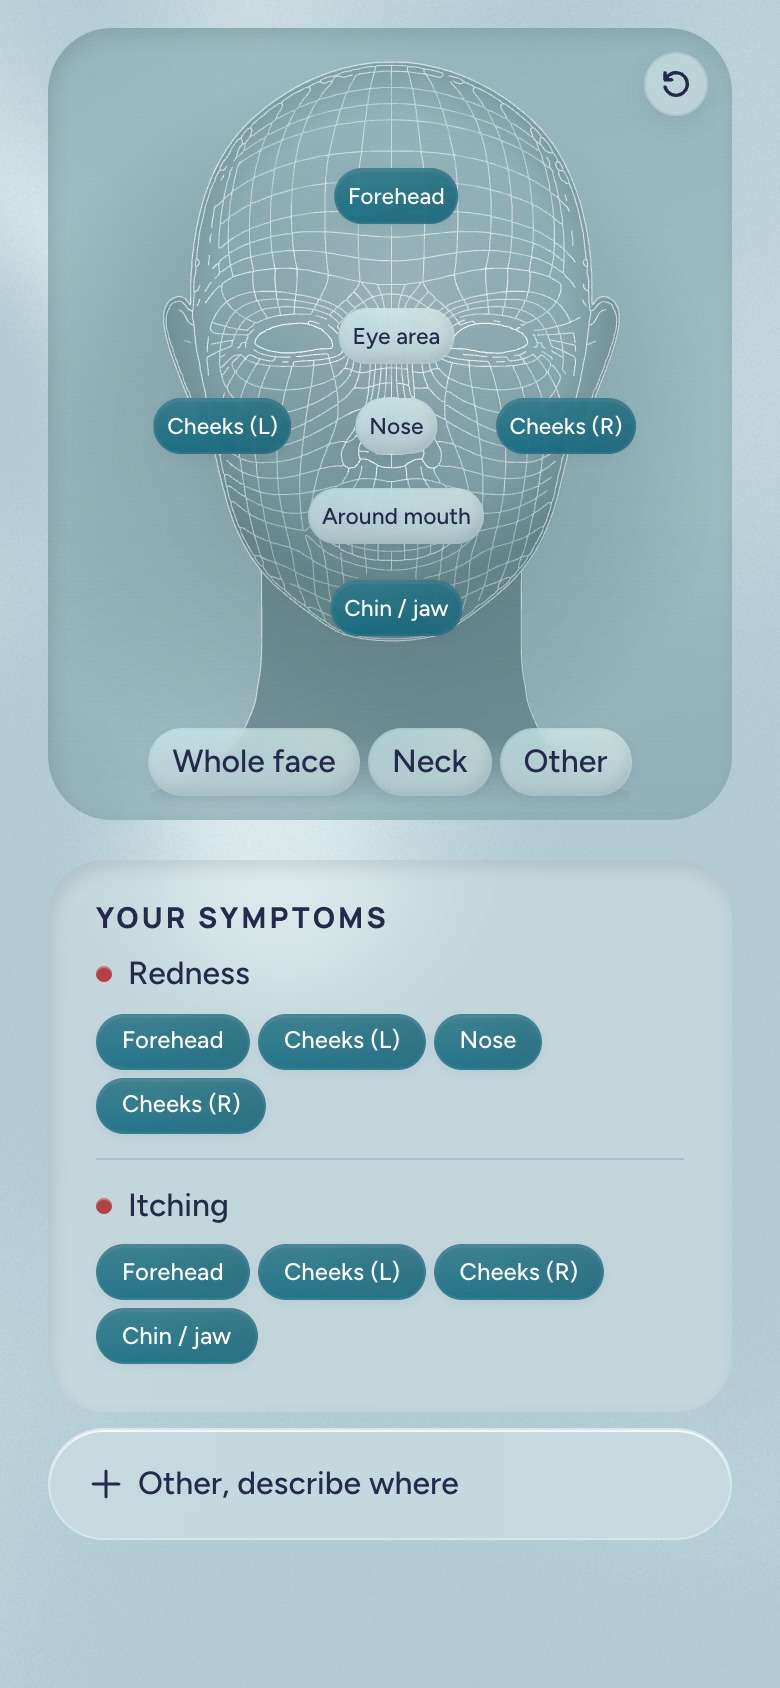 Forehead
Eye area
Cheeks (L) Nose Cheeks (R)
Around mouth
Chin / jaw
Whole face Neck Other
YOUR SYMPTOMS
Redness
Forehead Cheeks (L) Nose
Cheeks (R)
Itching
Forehead Cheeks (L) Cheeks (R)
Chin / jaw
Other, describe where